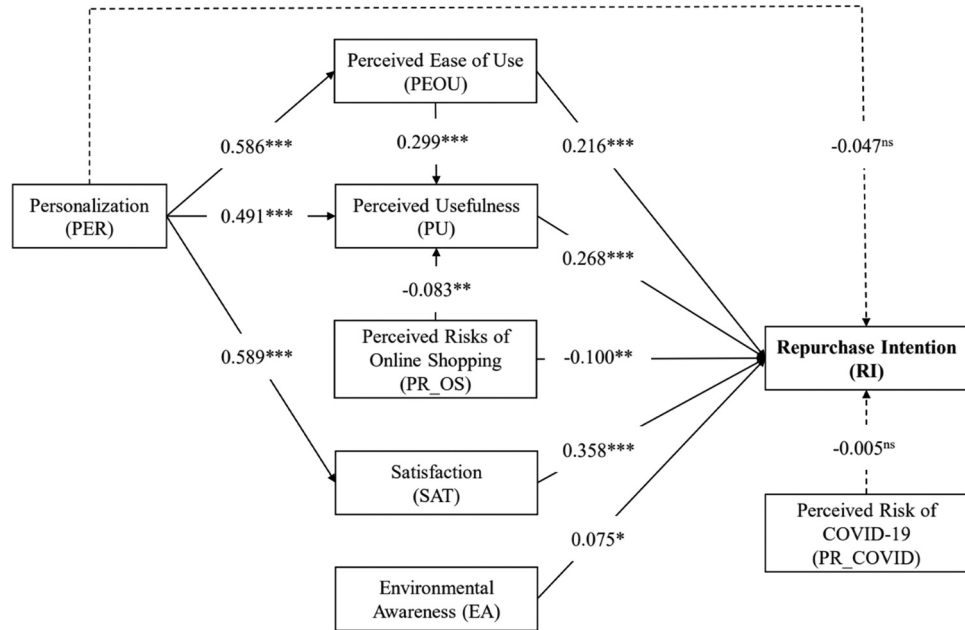 Perceived Ease of Use
(PEOU)
0.586***
0.299***
0.216***
-0.047ns
Personalization
(PER)
0.491***
Perceived Usefulness
(PU)
0.268***
-0.083**
0.589***
Perceived Risks of
Online Shopping
(PR_OS)
-0.100**
Repurchase Intention
(RI)
0.358***
-0.005ns
Satisfaction
(SAT)
Perceived Risk of
COVID-19
(PR_COVID)
0.075*
Environmental
Awareness (EA)